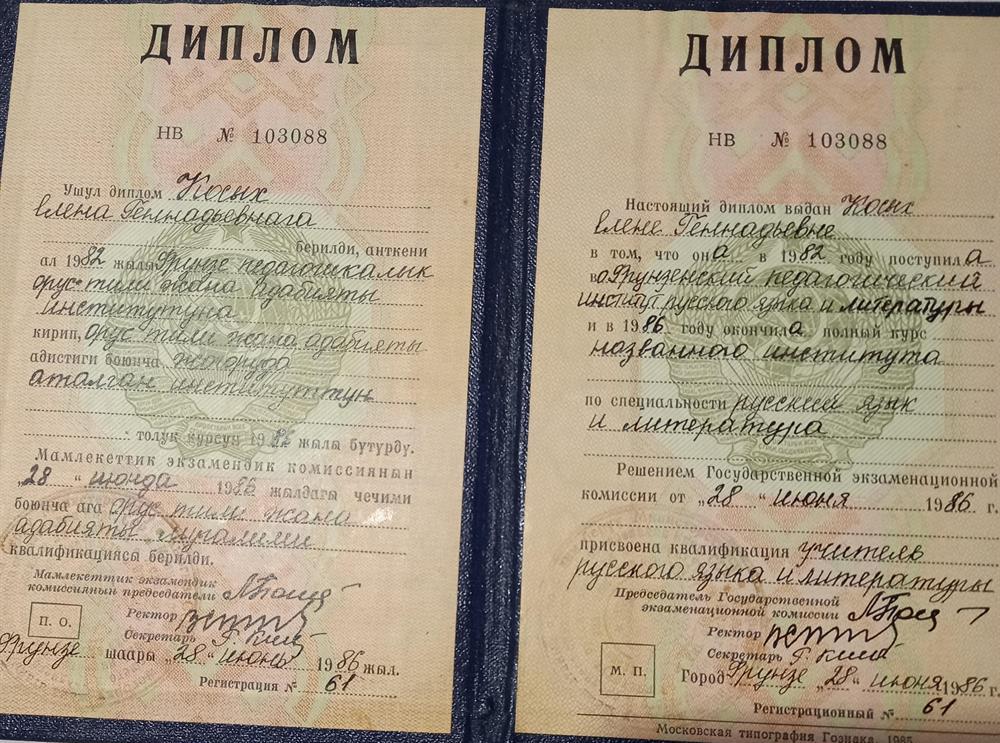 ДИПЛОМ
НВ № 103088
Ушул диплом Косых
Елена Геннадьевнага
берилди, анткени
ал 1982 жылы Фрунзе педагогикалык
орус тили жана адабияты
институтуна
кирип, орус тили жана адабияты
адистиги боюнча жогоруда
аталган институттун
толук курсун 1986 жылы бутурду.
Мамлекеттик экзамендик комиссиянын
„28“ июнда 1986 жылдагы чечими
боюнча ага орус тили жана
адабияты мугалими
квалификациясы берилди.
Мамлекеттик экзамендик
комиссиянын председатели
Ректор
Секретарь
П. О.
Фрунзе шаары „28“ июнь 1986 жыл.
Регистрация № 61
ДИПЛОМ
НВ № 103088
Настоящий диплом выдан Косых
Елене Геннадьевне
в том, что она в 1982 году поступила
в Фрунзенский педагогический
институт русского языка и литературы
и в 1986 году окончила полный курс
названного института
по специальности русский язык
и литература
Решением Государственной экзаменационной
комиссии от „28“ июня 1986 г.
присвоена квалификация учитель
русского языка и литературы
Председатель Государственной
экзаменационной комиссии
Ректор
Секретарь
М. П.
Город Фрунзе „28“ июня 1986 г.
Регистрационный № 61
Московская типография Гознака. 1985.